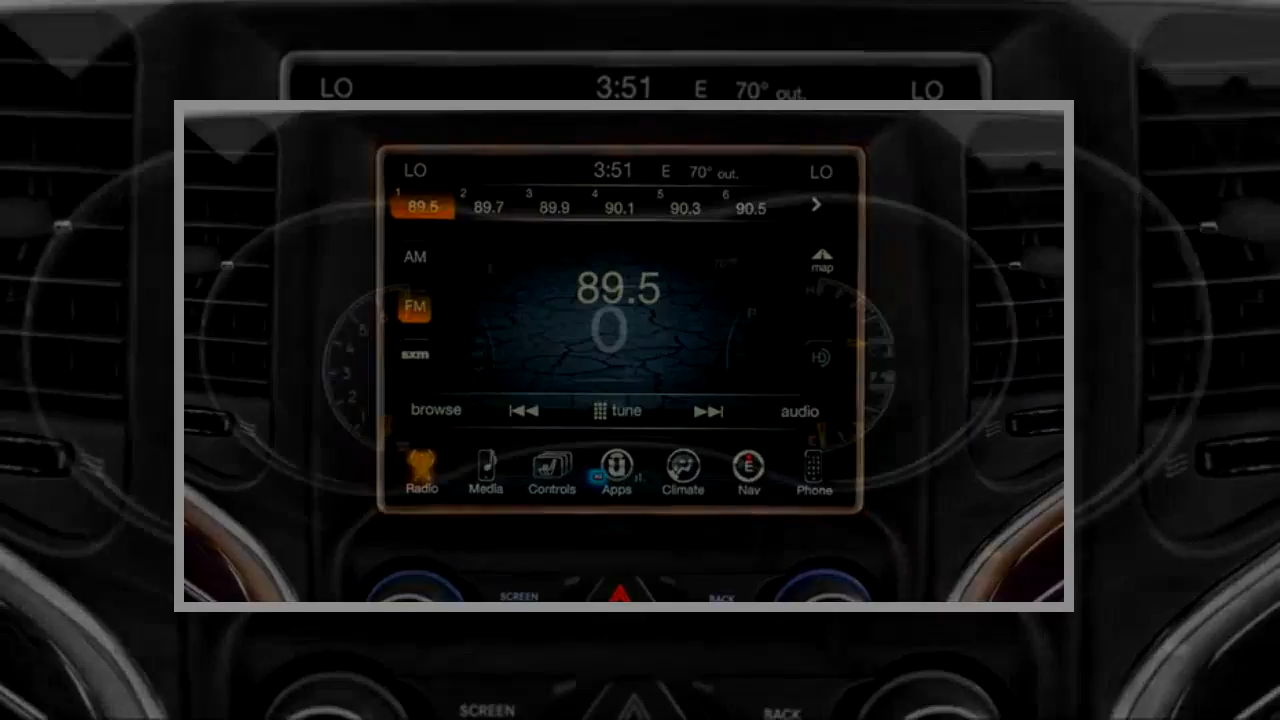 LO 3:51 E 70° out. LO
LO 3:51 E 70° out. LO
1 2 3 4 5 6
89.5 89.7 89.9 90.1 90.3 90.5
AM
map
89.5
FM
0
sxm
HD
browse tune audio
Radio Media Controls Apps Climate Nav Phone
SCREEN BACK
SCREEN BACK